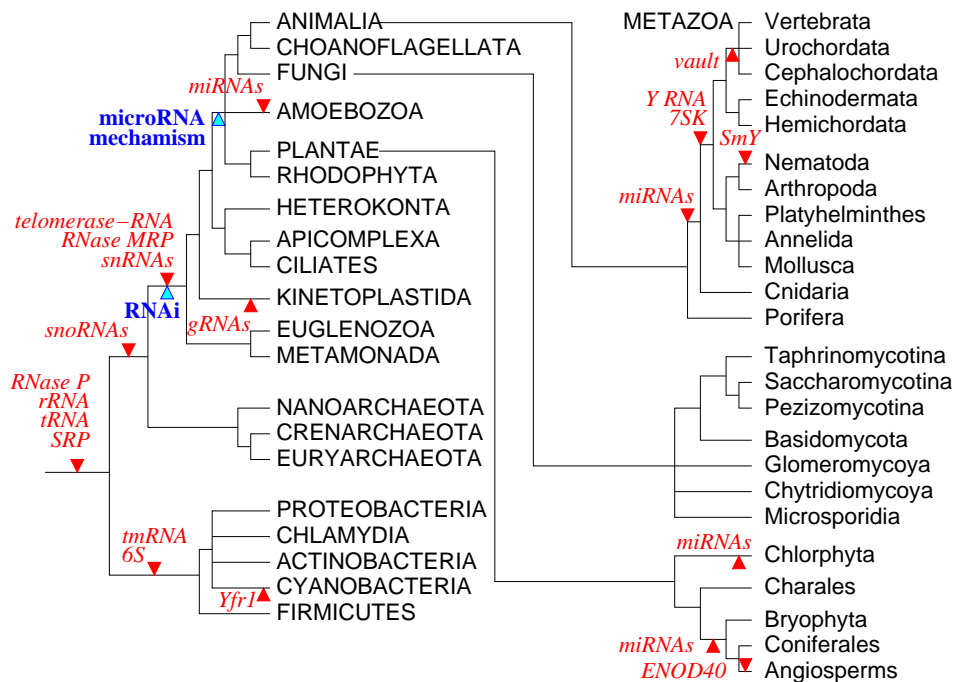 ANIMALIA
CHOANOFLAGELLATA
FUNGI
miRNAs
AMOEBOZOA
microRNA
mechamism
PLANTAE
RHODOPHYTA
HETEROKONTA
telomerase−RNA
RNase MRP
snRNAs
APICOMPLEXA
CILIATES
KINETOPLASTIDA
RNAi
gRNAs
snoRNAs
EUGLENOZOA
METAMONADA
RNase P
rRNA
tRNA
SRP
NANOARCHAEOTA
CRENARCHAEOTA
EURYARCHAEOTA
PROTEOBACTERIA
tmRNA
6S
CHLAMYDIA
ACTINOBACTERIA
CYANOBACTERIA
Yfr1
FIRMICUTES
METAZOA
Vertebrata
Urochordata
vault
Cephalochordata
Y RNA
7SK
Echinodermata
Hemichordata
SmY
Nematoda
Arthropoda
miRNAs
Platyhelminthes
Annelida
Mollusca
Cnidaria
Porifera
Taphrinomycotina
Saccharomycotina
Pezizomycotina
Basidomycota
Glomeromycoya
Chytridiomycoya
Microsporidia
miRNAs
Chlorphyta
Charales
Bryophyta
miRNAs
Coniferales
ENOD40
Angiosperms